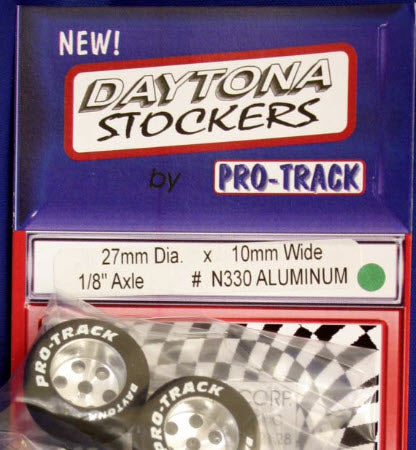 NEW!
DAYTONA
STOCKERS
by PRO-TRACK
27mm Dia. x 10mm Wide
1/8" Axle # N330 ALUMINUM
PRO-TRACK
DAYTONA
PRO-TRACK
CORP.